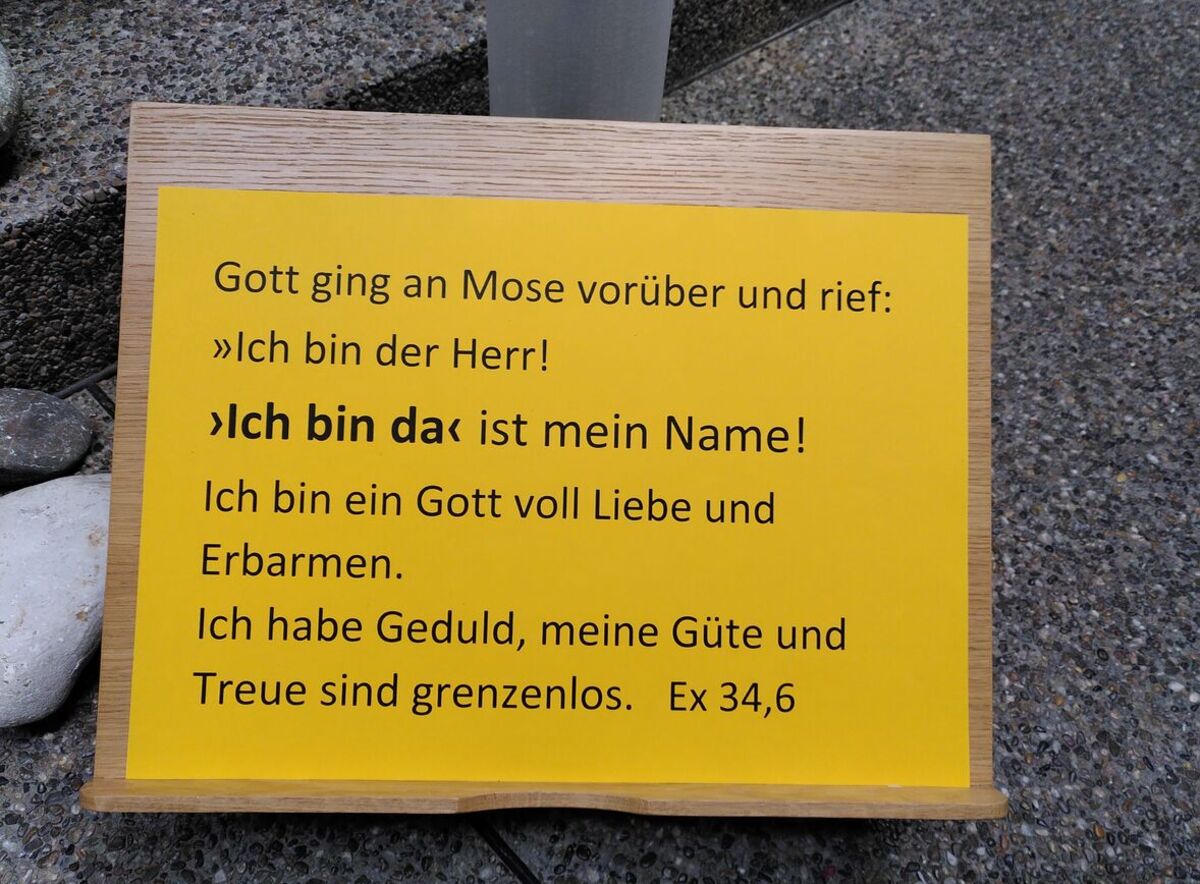 Gott ging an Mose vorüber und rief:
»Ich bin der Herr!
›Ich bin da‹ ist mein Name!
Ich bin ein Gott voll Liebe und
Erbarmen.
Ich habe Geduld, meine Güte und
Treue sind grenzenlos. Ex 34,6